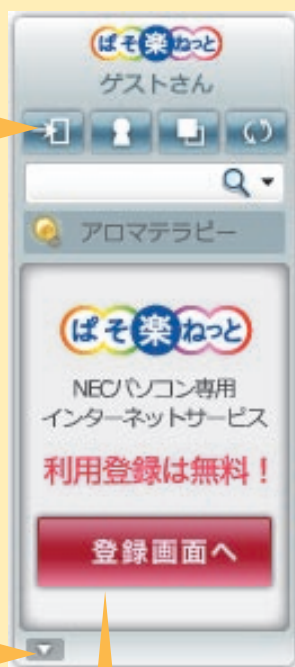 ぱそ楽ねっと
ゲストさん
アロマテラピー
ぱそ楽ねっと
NECパソコン専用
インターネットサービス
利用登録は無料！
登録画面へ